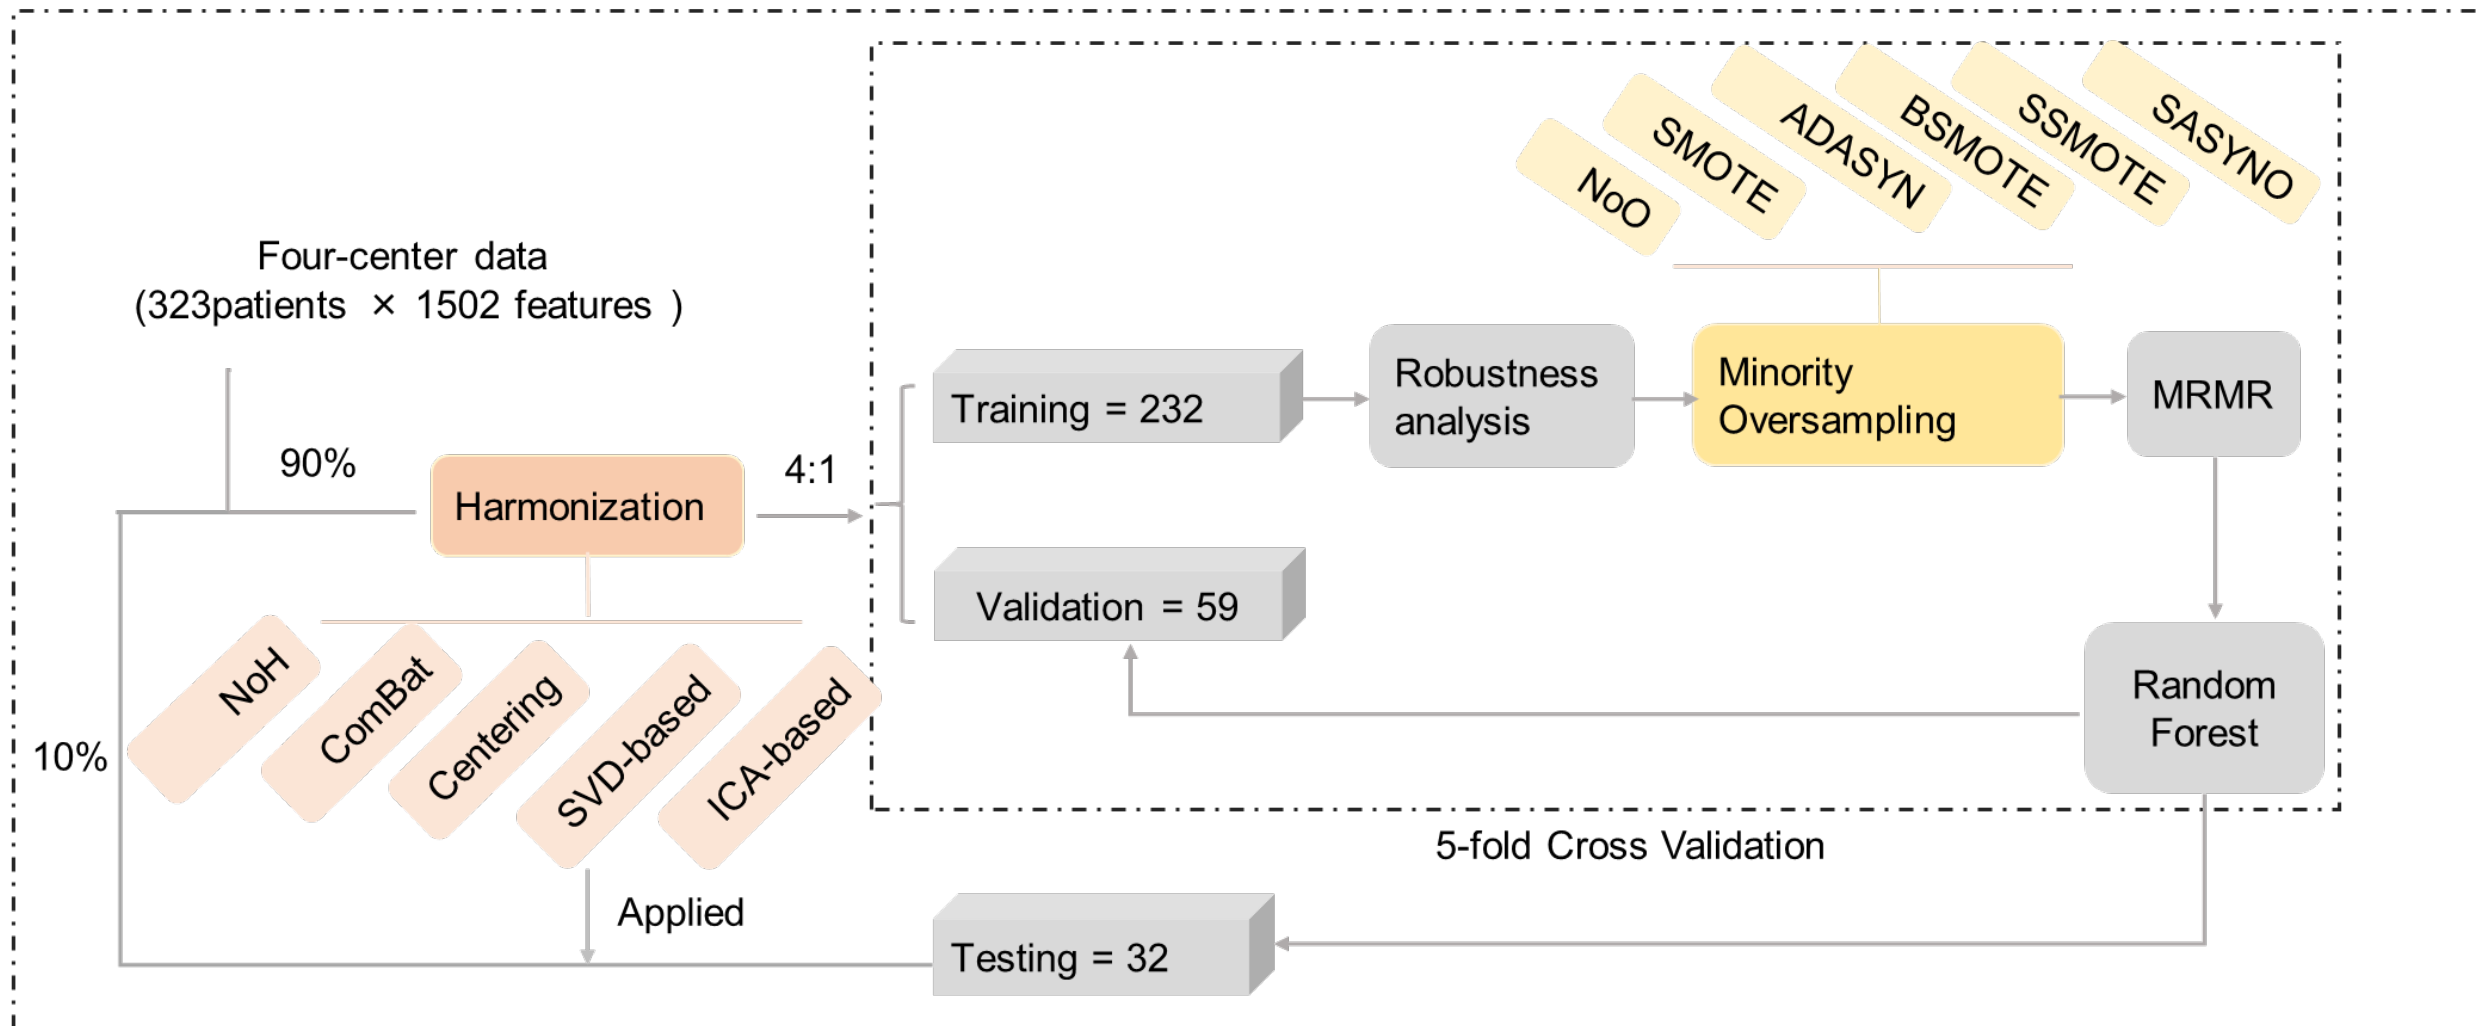 Four-center data
(323patients × 1502 features )
90%
10%
Harmonization
4:1
NoH
ComBat
Centering
SVD-based
ICA-based
Applied
Training = 232
Validation = 59
Testing = 32
Robustness
analysis
Minority
Oversampling
NoO
SMOTE
ADASYN
BSMOTE
SSMOTE
SASYNO
MRMR
Random
Forest
5-fold Cross Validation